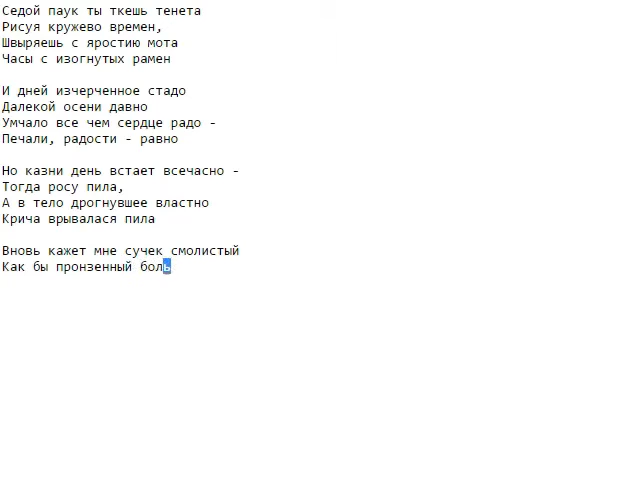 Седой паук ты ткешь тенета
Рисуя кружево времен,
Швыряешь с яростию мота
Часы с изогнутых рамен
И дней изчерченное стадо
Далекой осени давно
Умчало все чем сердце радо -
Печали, радости - равно
Но казни день встает всечасно -
Тогда росу пила,
А в тело дрогнувшее властно
Крича врывалася пила
Вновь кажет мне сучек смолистый
Как бы пронзенный боль